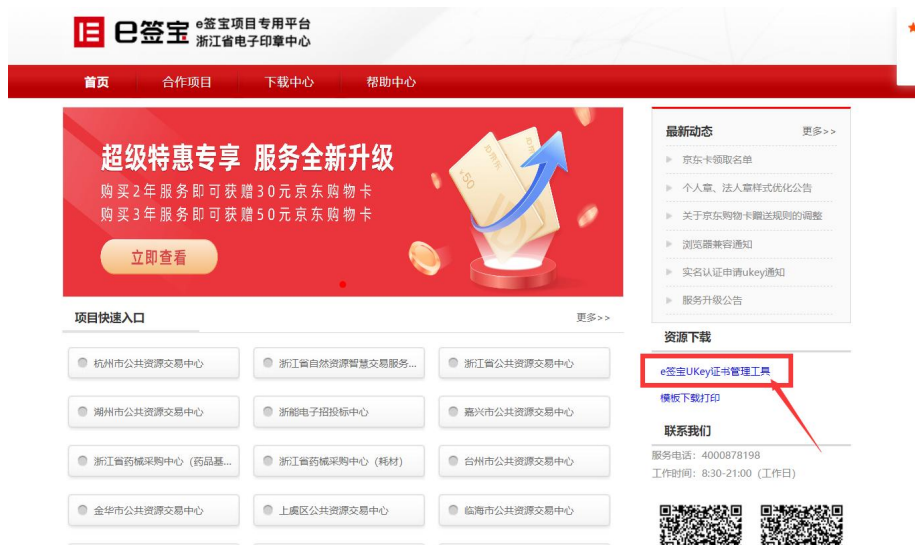 e签宝
e签宝项目专用平台
浙江省电子印章中心
首页 合作项目 下载中心 帮助中心
超级特惠专享 服务全新升级
购买2年服务即可获赠30元京东购物卡
购买3年服务即可获赠50元京东购物卡
立即查看
项目快速入口 更多>>
杭州市公共资源交易中心 浙江省自然资源智慧交易服务... 浙江省公共资源交易中心
湖州市公共资源交易中心 浙能电子招投标中心 嘉兴市公共资源交易中心
浙江省药械采购中心（药品基... 浙江省药械采购中心（耗材） 台州市公共资源交易中心
金华市公共资源交易中心 上虞区公共资源交易中心 临海市公共资源交易中心
最新动态 更多>>
京东卡领取名单
个人章、法人章样式优化公告
关于京东购物卡赠送规则的调整
浏览器兼容通知
实名认证申请ukey通知
服务升级公告
资源下载
e签宝UKey证书管理工具
模板下载打印
联系我们
服务电话：4000878198
工作时间：8:30-21:00（工作日）